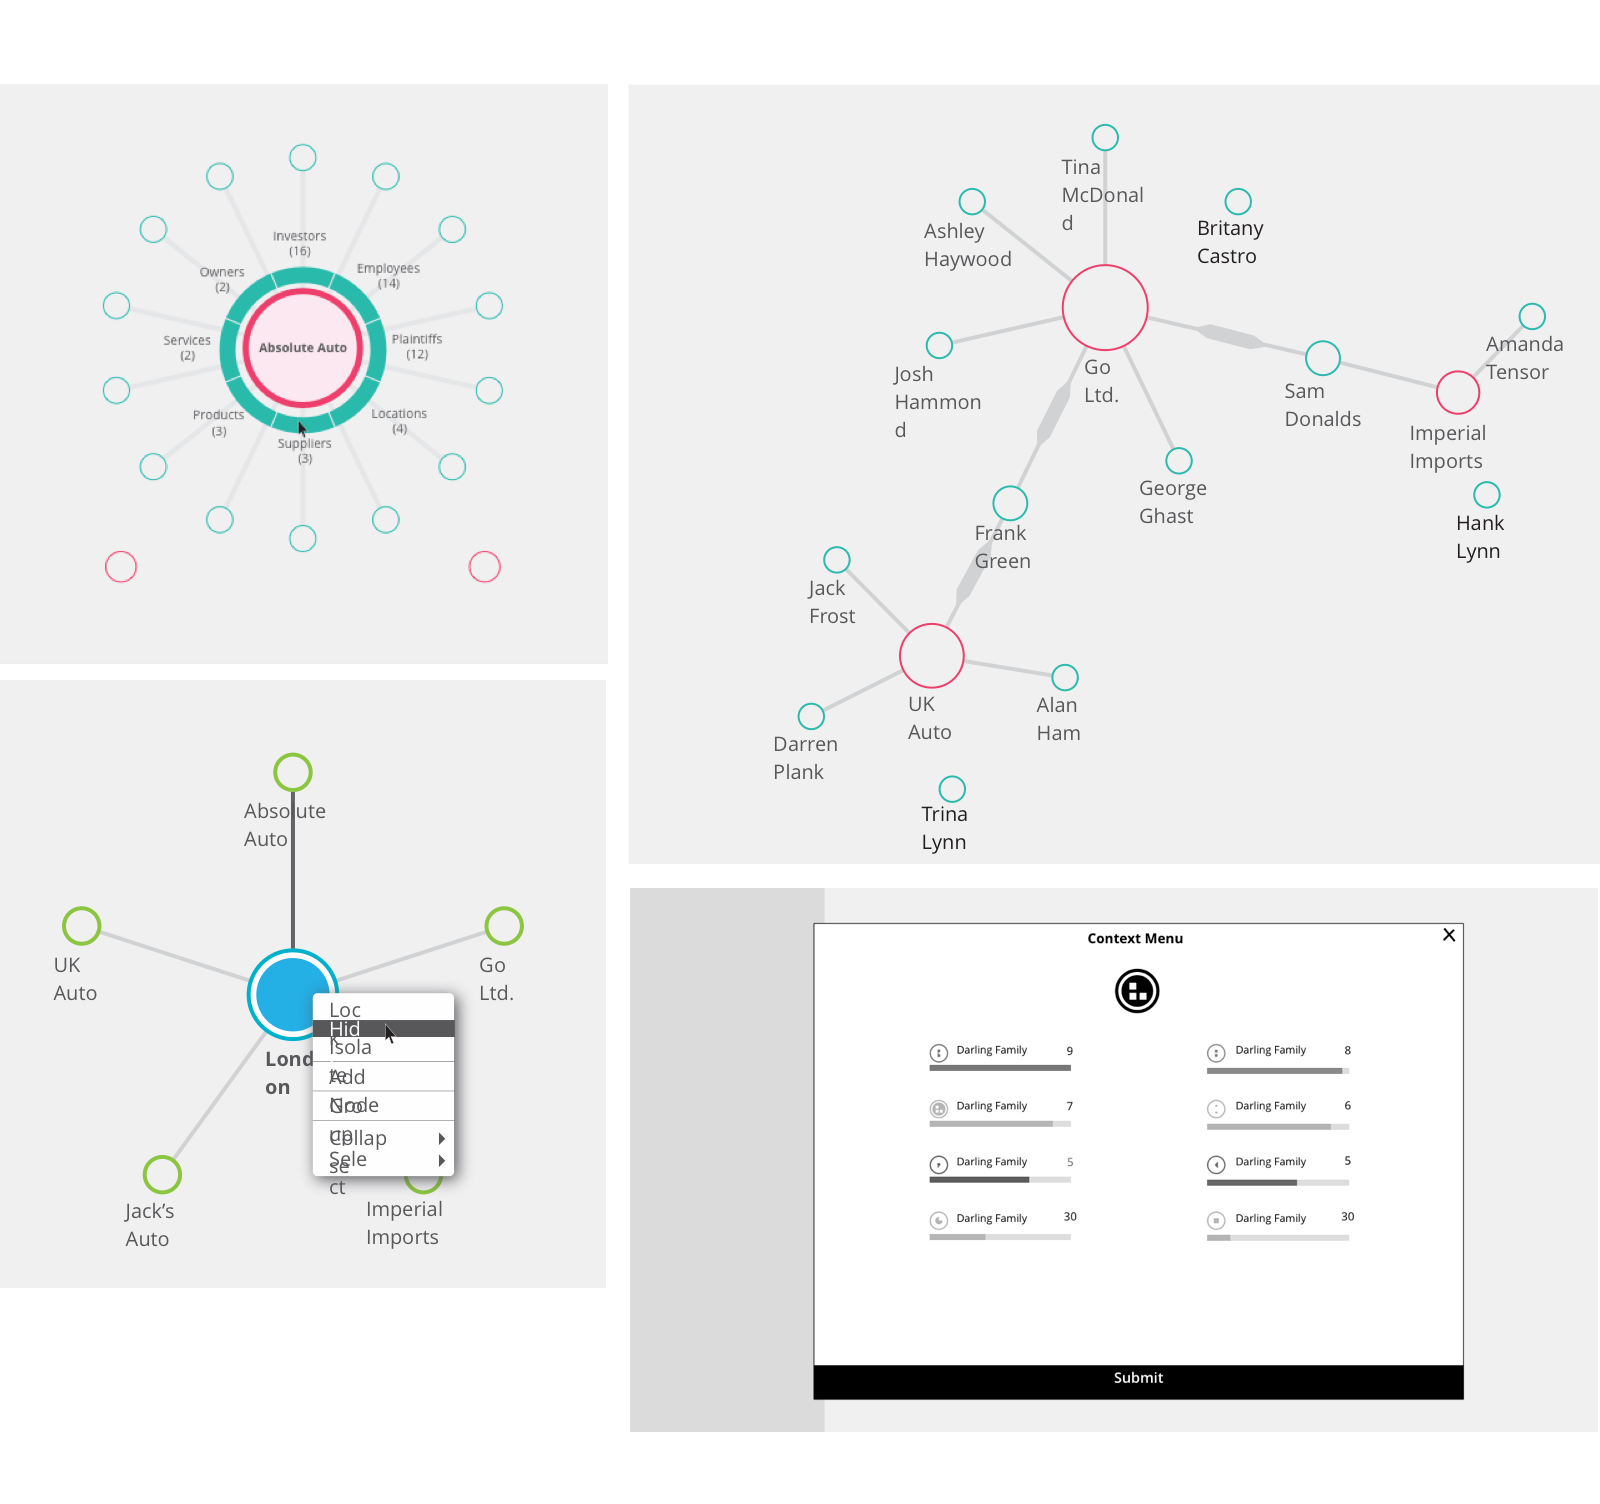 Investors
(16)
Owners
(2)
Employees
(14)
Services
(2)
Absolute Auto
Plaintiffs
(12)
Products
(3)
Locations
(4)
Suppliers
(3)
Tina
McDonal
d
Ashley
Haywood
Britany
Castro
Josh
Hammon
d
Go
Ltd.
Sam
Donalds
Amanda
Tensor
Imperial
Imports
George
Ghast
Hank
Lynn
Frank
Green
Jack
Frost
UK
Auto
Alan
Ham
Darren
Plank
Trina
Lynn
Absolute
Auto
UK
Auto
Go
Ltd.
Lond
on
Loc
k
Hid
Isola
te
Add
Node
Gro
up
Collap
se
Sele
ct
Jack’s
Auto
Imperial
Imports
Context Menu
Darling Family 9
Darling Family 8
Darling Family 7
Darling Family 6
Darling Family 5
Darling Family 5
Darling Family 30
Darling Family 30
Submit